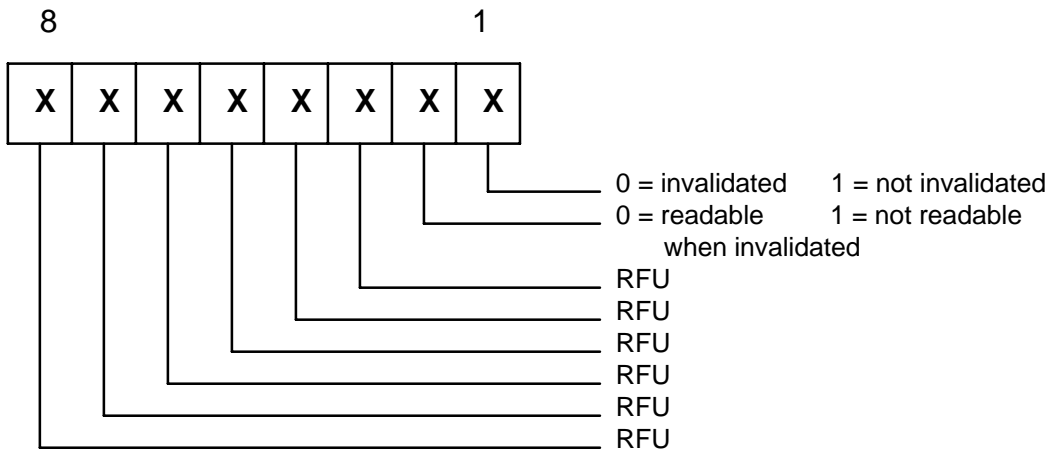 8 1
X X X X X X X X
0 = invalidated 1 = not invalidated
0 = readable 1 = not readable
when invalidated
RFU
RFU
RFU
RFU
RFU
RFU